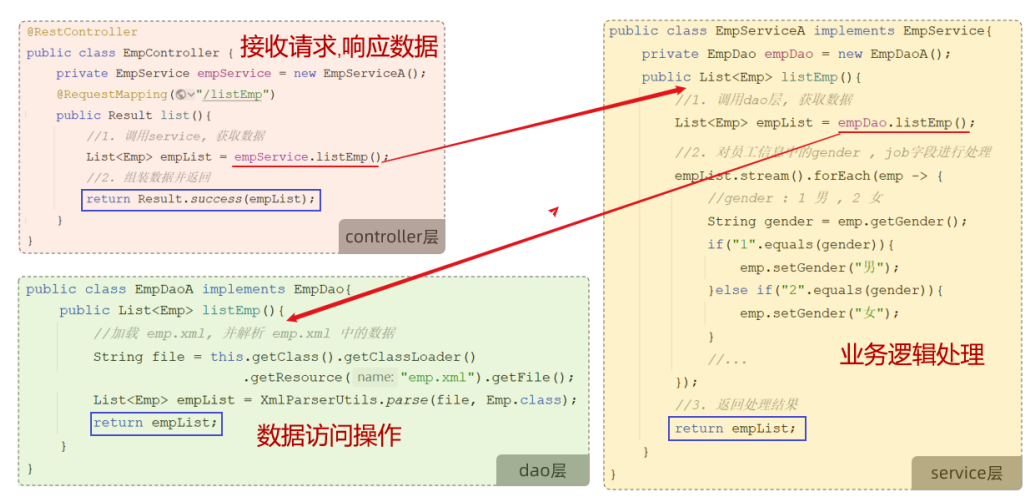 @RestController
public class EmpController {
接收请求,响应数据
private EmpService empService = new EmpServiceA();
@RequestMapping("/listEmp")
public Result list(){
//1. 调用service, 获取数据
List<Emp> empList = empService.listEmp();
//2. 组装数据并返回
return Result.success(empList);
}
}
controller层
public class EmpDaoA implements EmpDao{
public List<Emp> listEmp(){
//加载 emp.xml, 并解析 emp.xml 中的数据
String file = this.getClass().getClassLoader()
.getResource( name: "emp.xml").getFile();
List<Emp> empList = XmlParserUtils.parse(file, Emp.class);
return empList;
}
}
数据访问操作
dao层
public class EmpServiceA implements EmpService{
private EmpDao empDao = new EmpDaoA();
public List<Emp> listEmp(){
//1. 调用dao层, 获取数据
List<Emp> empList = empDao.listEmp();
//2. 对员工信息中的gender , job字段进行处理
empList.stream().forEach(emp -> {
//gender : 1 男 , 2 女
String gender = emp.getGender();
if("1".equals(gender)){
emp.setGender("男");
}else if("2".equals(gender)){
emp.setGender("女");
}
//...
});
//3. 返回处理结果
return empList;
}
}
业务逻辑处理
service层